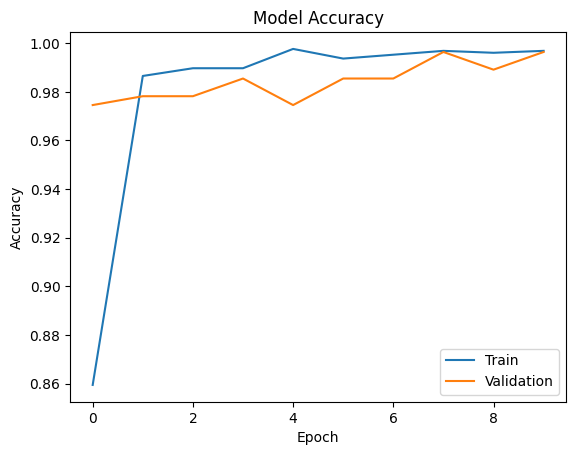 Model Accuracy
1.00
0.98
0.96
0.94
0.92
0.90
0.88
0.86
Accuracy
0 2 4 6 8
Epoch
Train
Validation